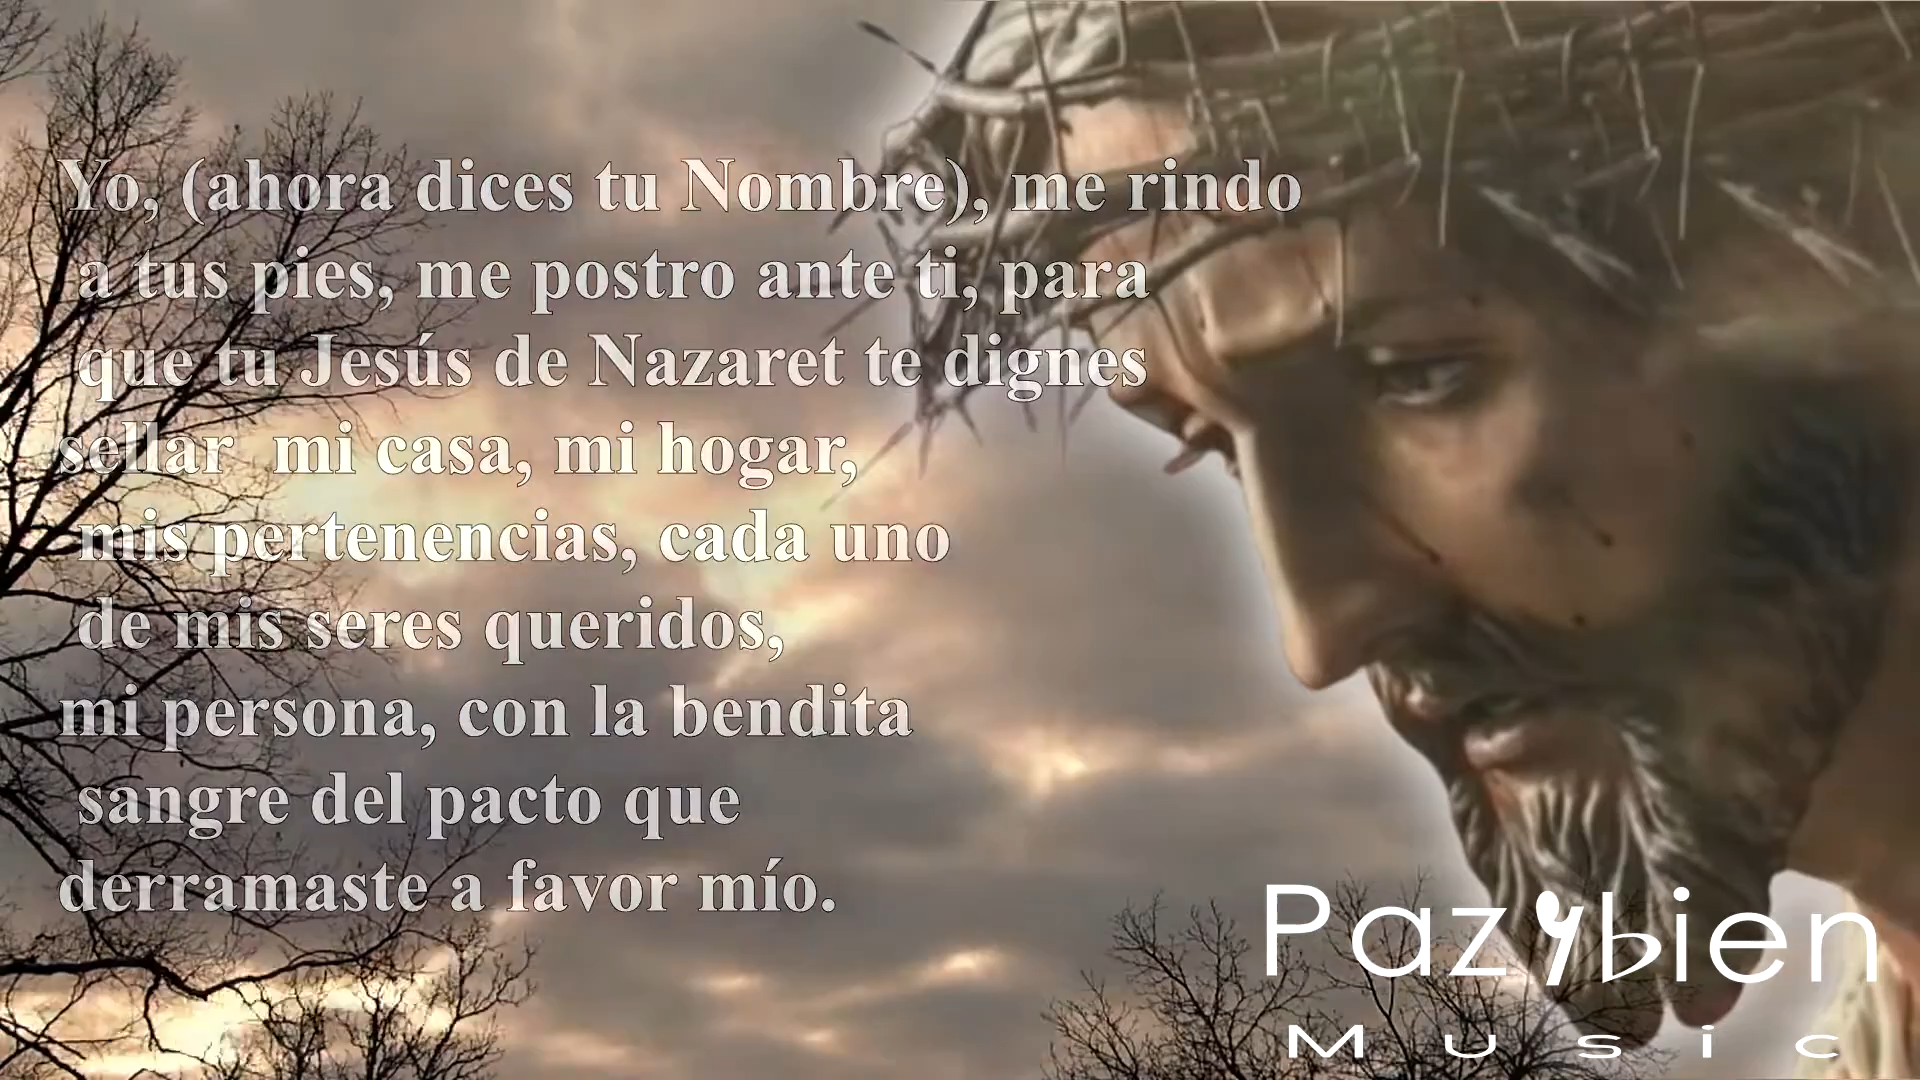 Yo, (ahora dices tu Nombre), me rindo
a tus pies, me postro ante ti, para
que tu Jesús de Nazaret te dignes
sellar mi casa, mi hogar,
mis pertenencias, cada uno
de mis seres queridos,
mi persona, con la bendita
sangre del pacto que
derramaste a favor mío.
Pazybien
Music